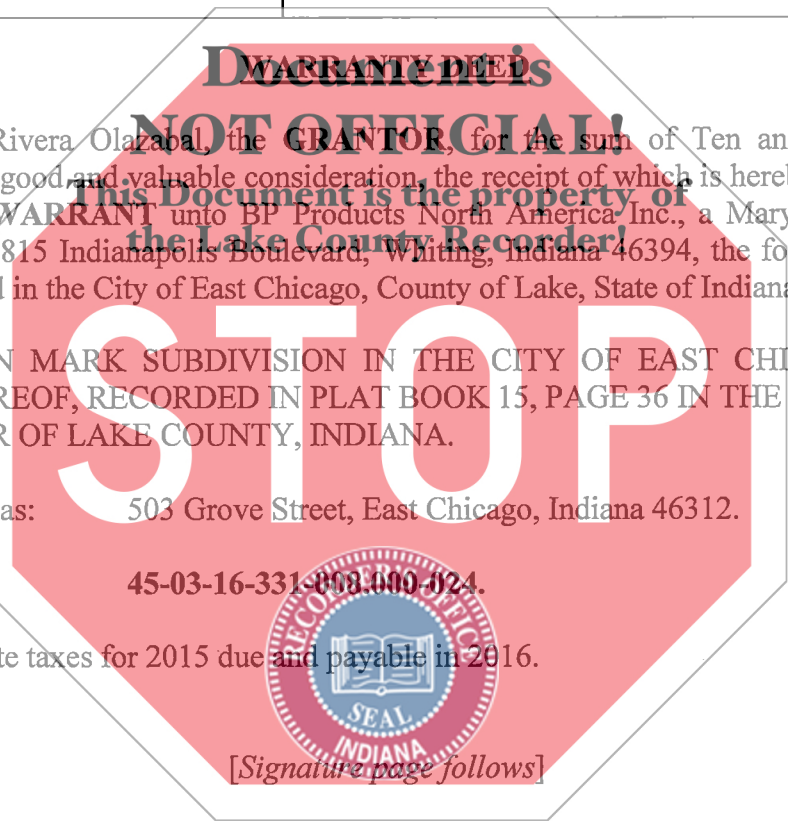 Document is
WARRANTY DEED
NOT OFFICIAL!
Rivera Olazabal, the GRANTOR, for the sum of Ten an
This Document is the property of
good and valuable consideration, the receipt of which is hereb
WARRANT unto BP Products North America Inc., a Mary
the Lake County Recorder!
815 Indianapolis Boulevard, Whiting, Indiana 46394, the fo
in the City of East Chicago, County of Lake, State of Indiana
STOP
N MARK SUBDIVISION IN THE CITY OF EAST CHI
REOF, RECORDED IN PLAT BOOK 15, PAGE 36 IN THE
R OF LAKE COUNTY, INDIANA.
as: 503 Grove Street, East Chicago, Indiana 46312.
45-03-16-331-008.000-024.
te taxes for 2015 due and payable in 2016.
RECORDER'S OFFICE
SEAL
INDIANA
[Signature page follows]